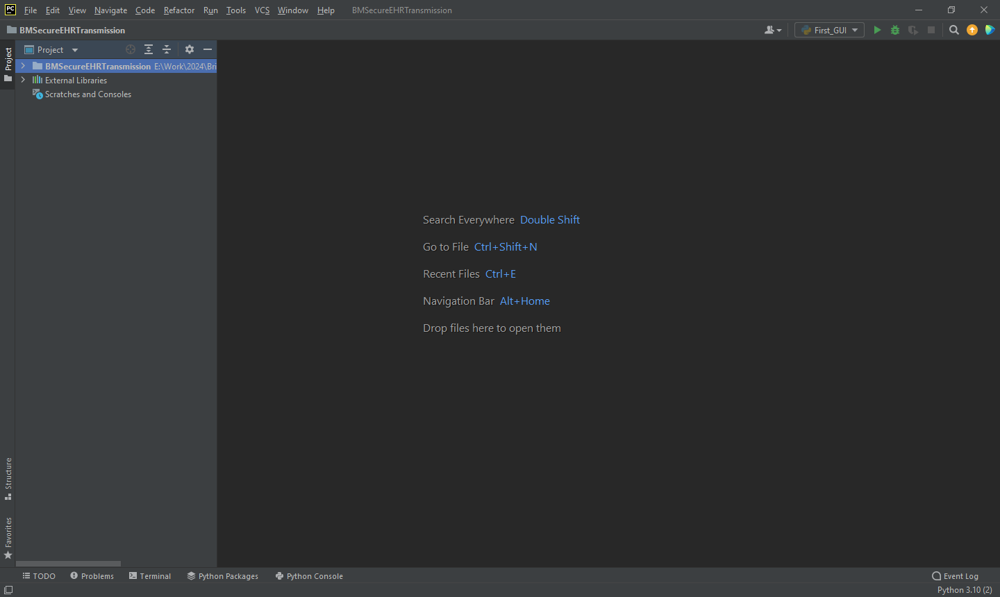 PC File Edit View Navigate Code Refactor Run Tools VCS Window Help BMSecureEHRTransmission
BMSecureEHRTransmission First_GUI
Project
Project
BMSecureEHRTransmission E:\Work\2024\Bri
External Libraries
Scratches and Consoles
Search Everywhere Double Shift
Go to File Ctrl+Shift+N
Recent Files Ctrl+E
Navigation Bar Alt+Home
Drop files here to open them
Structure
Favorites
TODO Problems Terminal Python Packages Python Console Event Log
Python 3.10 (2)